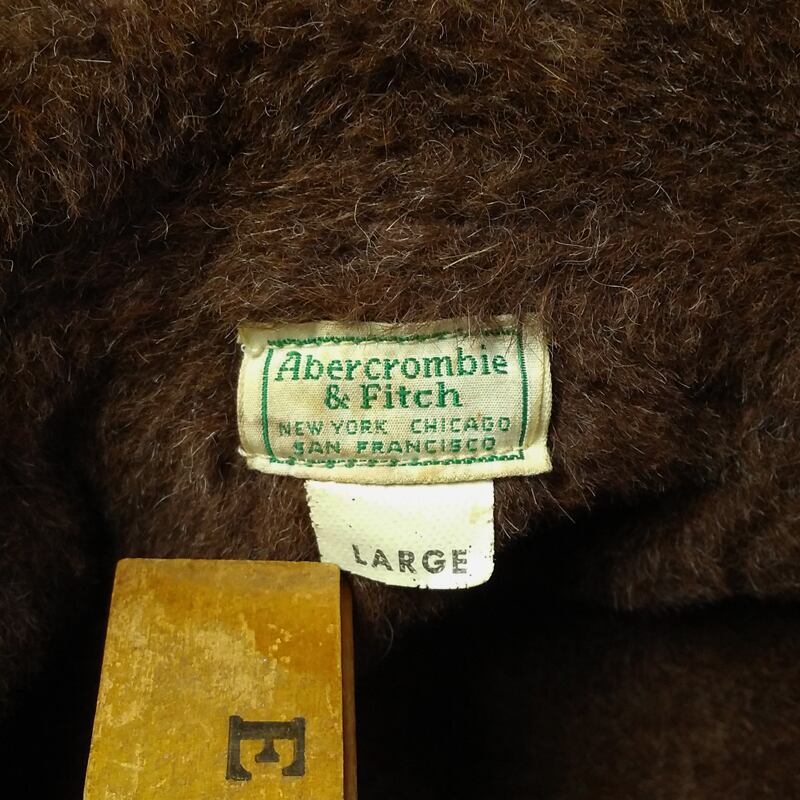 Abercrombie
& Fitch
NEW YORK CHICAGO
SAN FRANCISCO
LARGE
E